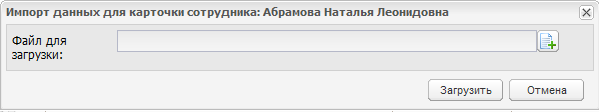 Импорт данных для карточки сотрудника: Абрамова Наталья Леонидовна
Файл для
загрузки:
Загрузить
Отмена